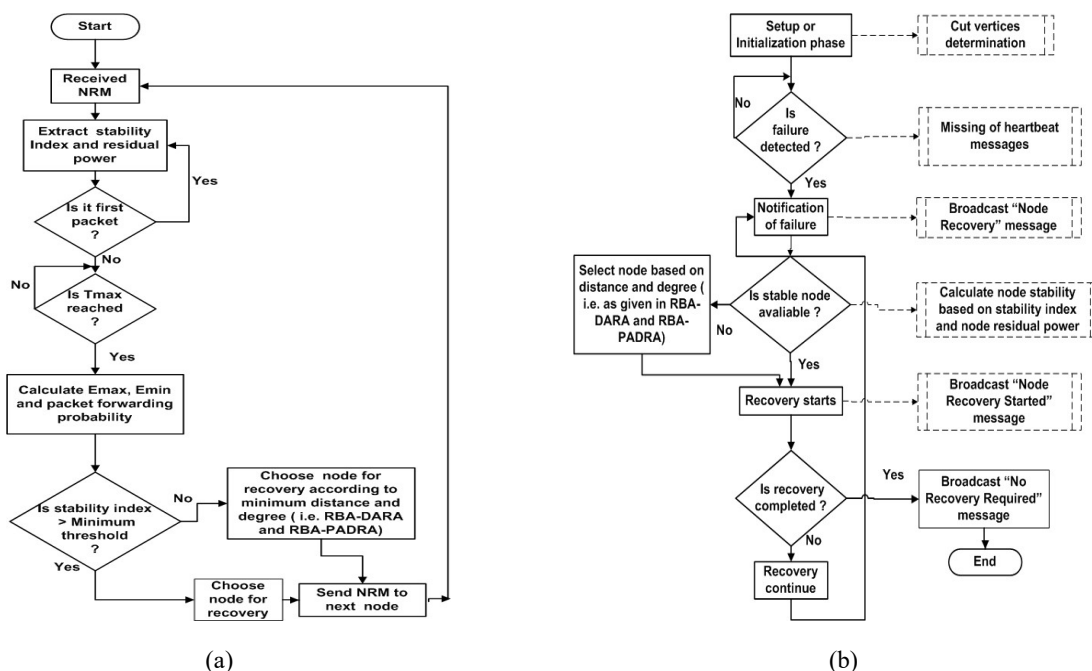 Start
Received
NRM
Extract stability
Index and residual
power
Yes
Is it first
packet
?
No
No
Is Tmax
reached ?
Yes
Calculate Emax, Emin
and packet forwarding
probability
Is stability index
> Minimum
threshold
?
No
Choose node for
recovery according to
minimum distance and
degree ( i.e. RBA-DARA
and RBA-PADRA)
Yes
Choose
node for
recovery
Send NRM to
next node
(a)
Setup or
Initialization phase
Cut vertices
determination
No
Is
failure
detected ?
Missing of heartbeat
messages
Yes
Notification
of failure
Broadcast “Node
Recovery” message
Select node based on
distance and degree (
i.e. as given in RBA-
DARA and RBA-
PADRA)
Is stable node
avaliable ?
Calculate node stability
based on stability index
and node residual power
No
Yes
Recovery starts
Broadcast “Node
Recovery Started”
message
Is recovery
completed ?
Yes
Broadcast “No
Recovery Required”
message
No
End
Recovery
continue
(b)